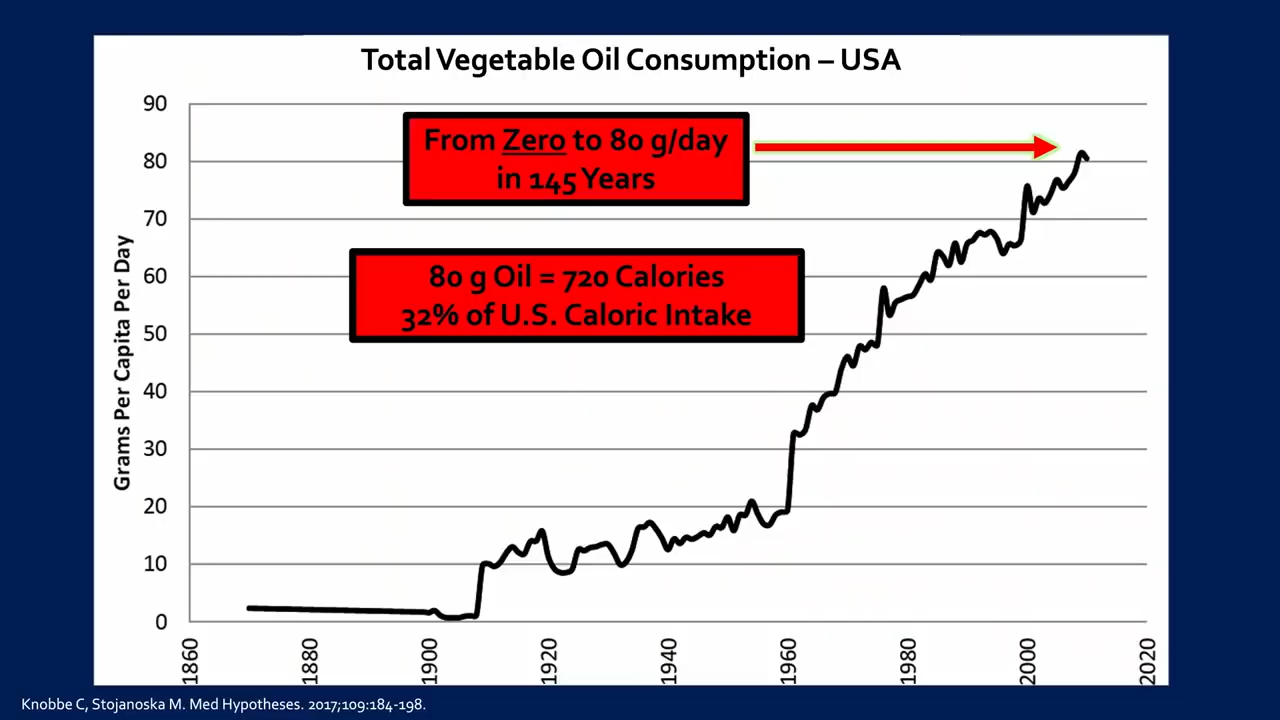 Total Vegetable Oil Consumption – USA
From Zero to 80 g/day
in 145 Years
80 g Oil = 720 Calories
32% of U.S. Caloric Intake
Grams Per Capita Per Day
90
80
70
60
50
40
30
20
10
0
1860
1880
1900
1920
1940
1960
1980
2000
2020
Knobbe C, Stojanoska M. Med Hypotheses. 2017;109:184-198.